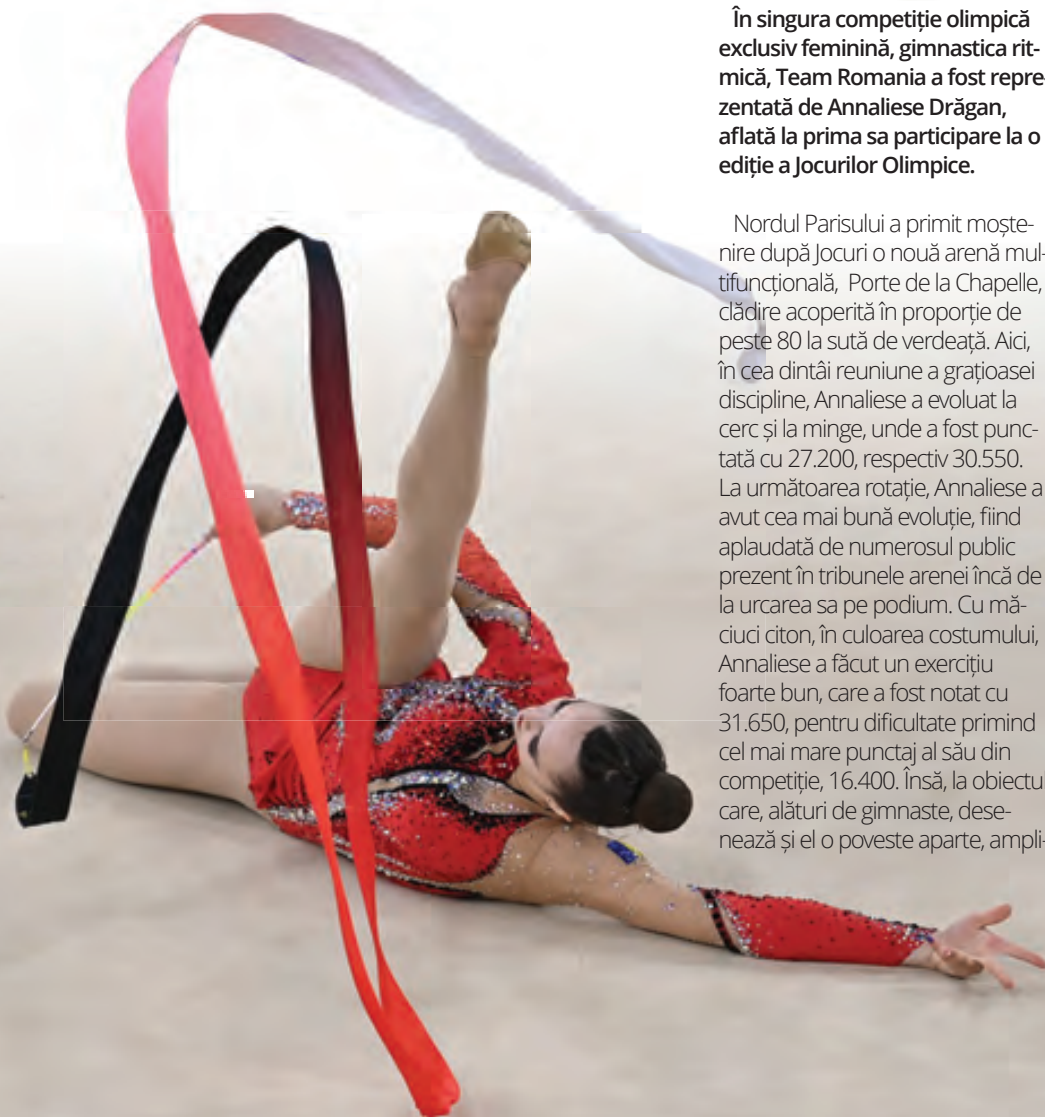 În singura competiție olimpică
exclusiv feminină, gimnastica rit-
mică, Team Romania a fost repre-
zentată de Annaliese Drăgan,
aflată la prima sa participare la o
ediție a Jocurilor Olimpice.
Nordul Parisului a primit moște-
nire după Jocuri o nouă arenă mul-
tifuncțională, Porte de la Chapelle,
clădire acoperită în proporție de
peste 80 la sută de verdeață. Aici,
în cea dintâi reuniune a grațioasei
discipline, Annaliese a evoluat la
cerc și la minge, unde a fost punc-
tată cu 27.200, respectiv 30.550.
La următoarea rotație, Annaliese a
avut cea mai bună evoluție, fiind
aplaudată de numerosul public
prezent în tribunele arenei încă de
la urcarea sa pe podium. Cu mă-
ciuci citon, în culoarea costumului,
Annaliese a făcut un exercițiu
foarte bun, care a fost notat cu
31.650, pentru dificultate primind
cel mai mare punctaj al său din
competiție, 16.400. Însă, la obiectu
care, alături de gimnaste, dese-
nează și el o poveste aparte, ampli-